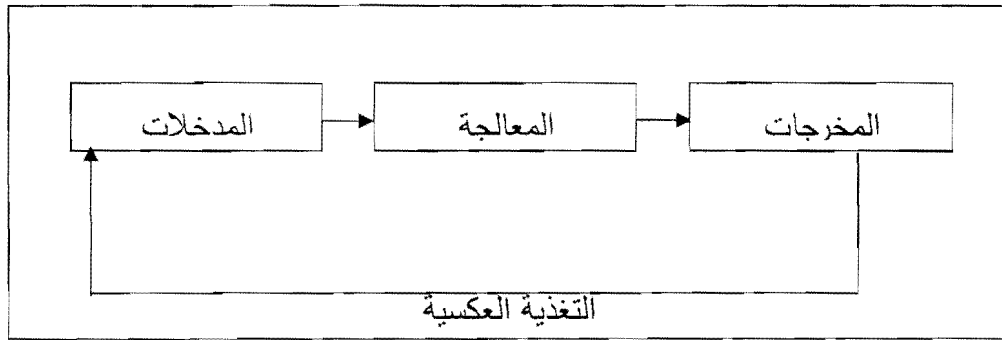 المدخلات
المعالجة
المخرجات
التغذية العكسية